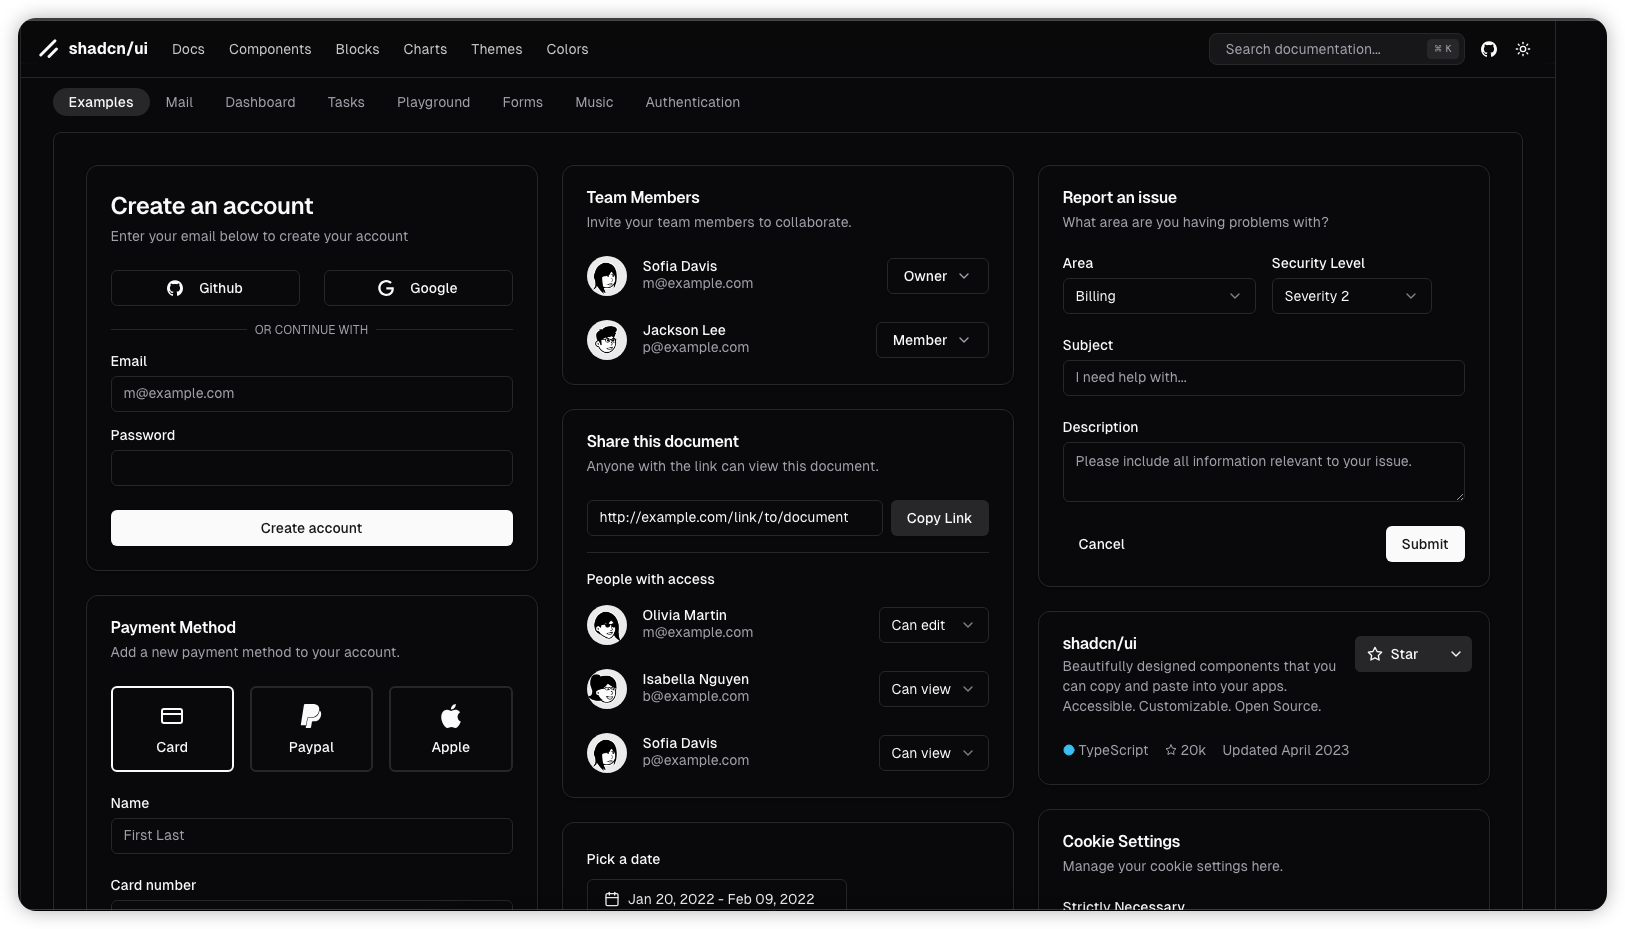 shadcn/ui Docs Components Blocks Charts Themes Colors Search documentation... ⌘ K
Examples Mail Dashboard Tasks Playground Forms Music Authentication
Create an account
Enter your email below to create your account
Github Google
OR CONTINUE WITH
Email
m@example.com
Password
Create account
Payment Method
Add a new payment method to your account.
Card Paypal Apple
Name
First Last
Card number
Team Members
Invite your team members to collaborate.
Sofia Davis
m@example.com
Owner
Jackson Lee
p@example.com
Member
Share this document
Anyone with the link can view this document.
http://example.com/link/to/document Copy Link
People with access
Olivia Martin
m@example.com
Can edit
Isabella Nguyen
b@example.com
Can view
Sofia Davis
p@example.com
Can view
Pick a date
Jan 20, 2022 - Feb 09, 2022
Report an issue
What area are you having problems with?
Area Security Level
Billing Severity 2
Subject
I need help with...
Description
Please include all information relevant to your issue.
Cancel Submit
shadcn/ui
Star
Beautifully designed components that you
can copy and paste into your apps.
Accessible. Customizable. Open Source.
TypeScript 20k Updated April 2023
Cookie Settings
Manage your cookie settings here.
Strictly Necessary